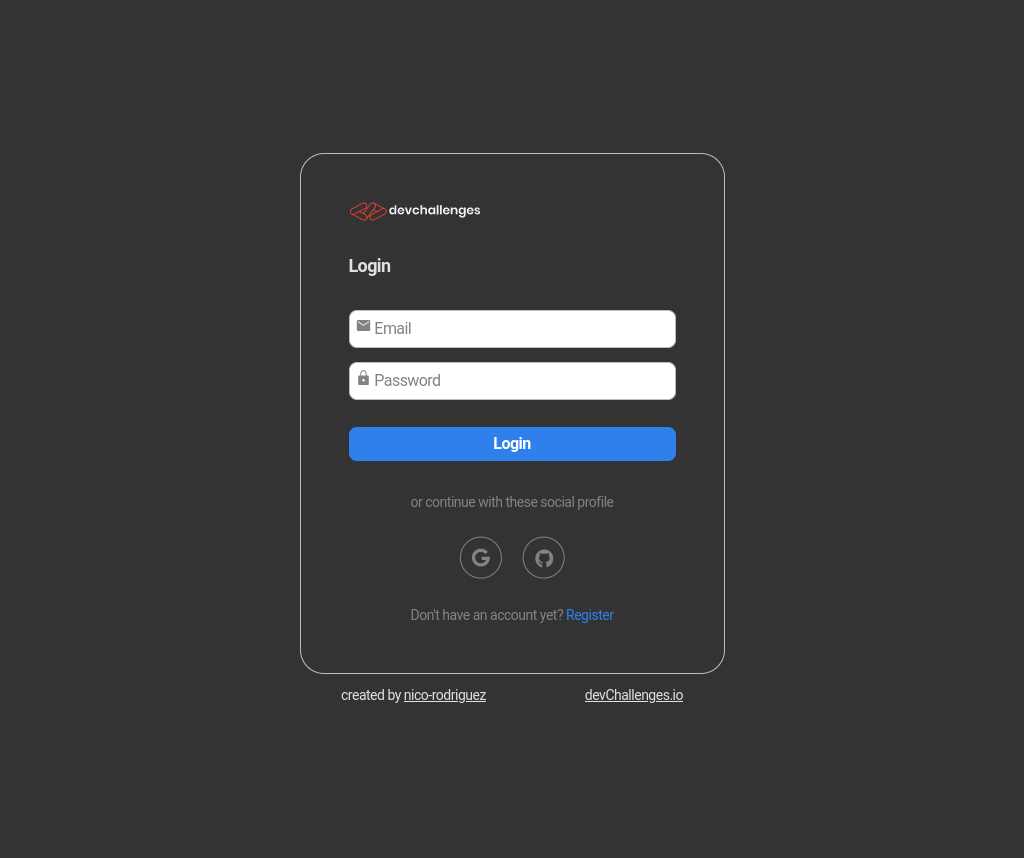 devchallenges
Login
Email
Password
Login
or continue with these social profile
Don't have an account yet? Register
created by nico-rodriguez
devChallenges.io